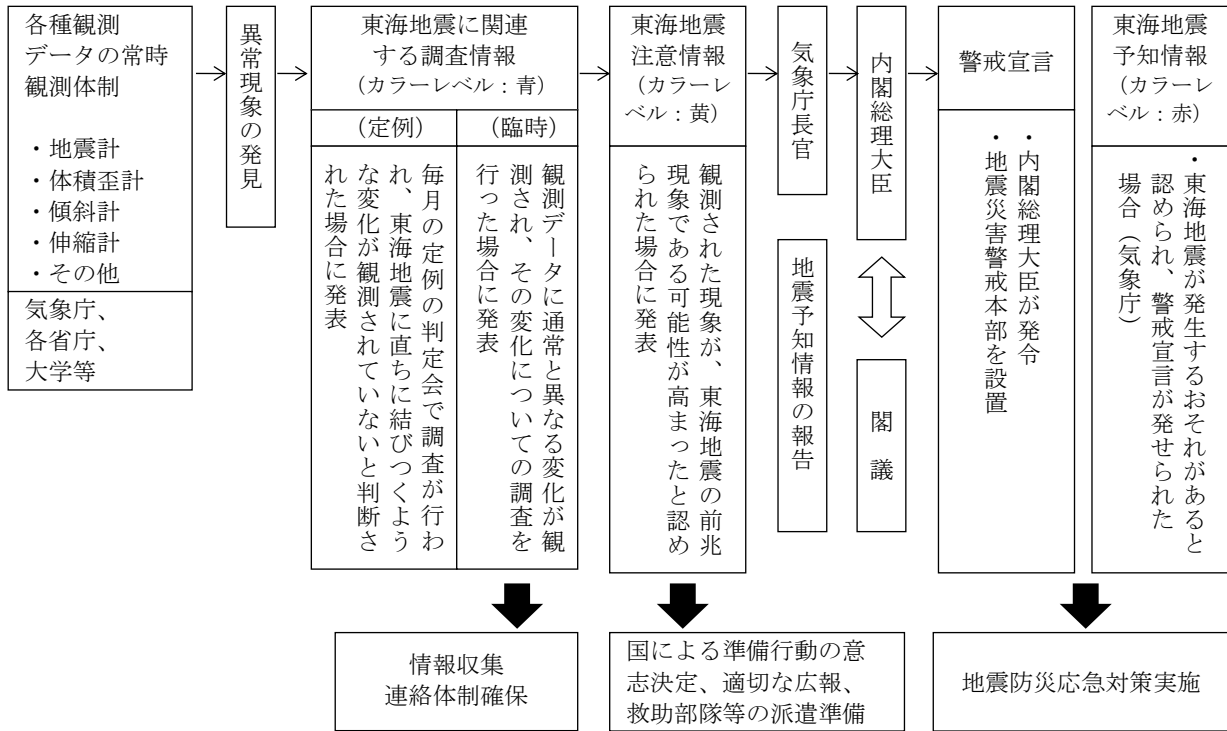 各種観測
データの常時
観測体制
・地震計
・体積歪計
・傾斜計
・伸縮計
・その他
気象庁、
各省庁、
大学等
異常現象の発見
東海地震に関連
する調査情報
（カラーレベル：青）
（定例）
毎月の定例の判定会で調査が行わ
れ、東海地震に直ちに結びつくよう
な変化が観測されていないと判断さ
れた場合に発表
（臨時）
観測データに通常と異なる変化が観
測され、その変化についての調査を
行った場合に発表
東海地震
注意情報
（カラーレ
ベル：黄）
観測された現象が、東海地震の前兆
現象である可能性が高まったと認め
られた場合に発表
気象庁長官
地震予知情報の報告
内閣総理大臣
閣議
警戒宣言
・内閣総理大臣が発令
・地震災害警戒本部を設置
東海地震
予知情報
（カラーレ
ベル：赤）
・東海地震が発生するおそれがあると
認められ、警戒宣言が発せられた
場合（気象庁）
情報収集
連絡体制確保
国による準備行動の意
志決定、適切な広報、
救助部隊等の派遣準備
地震防災応急対策実施